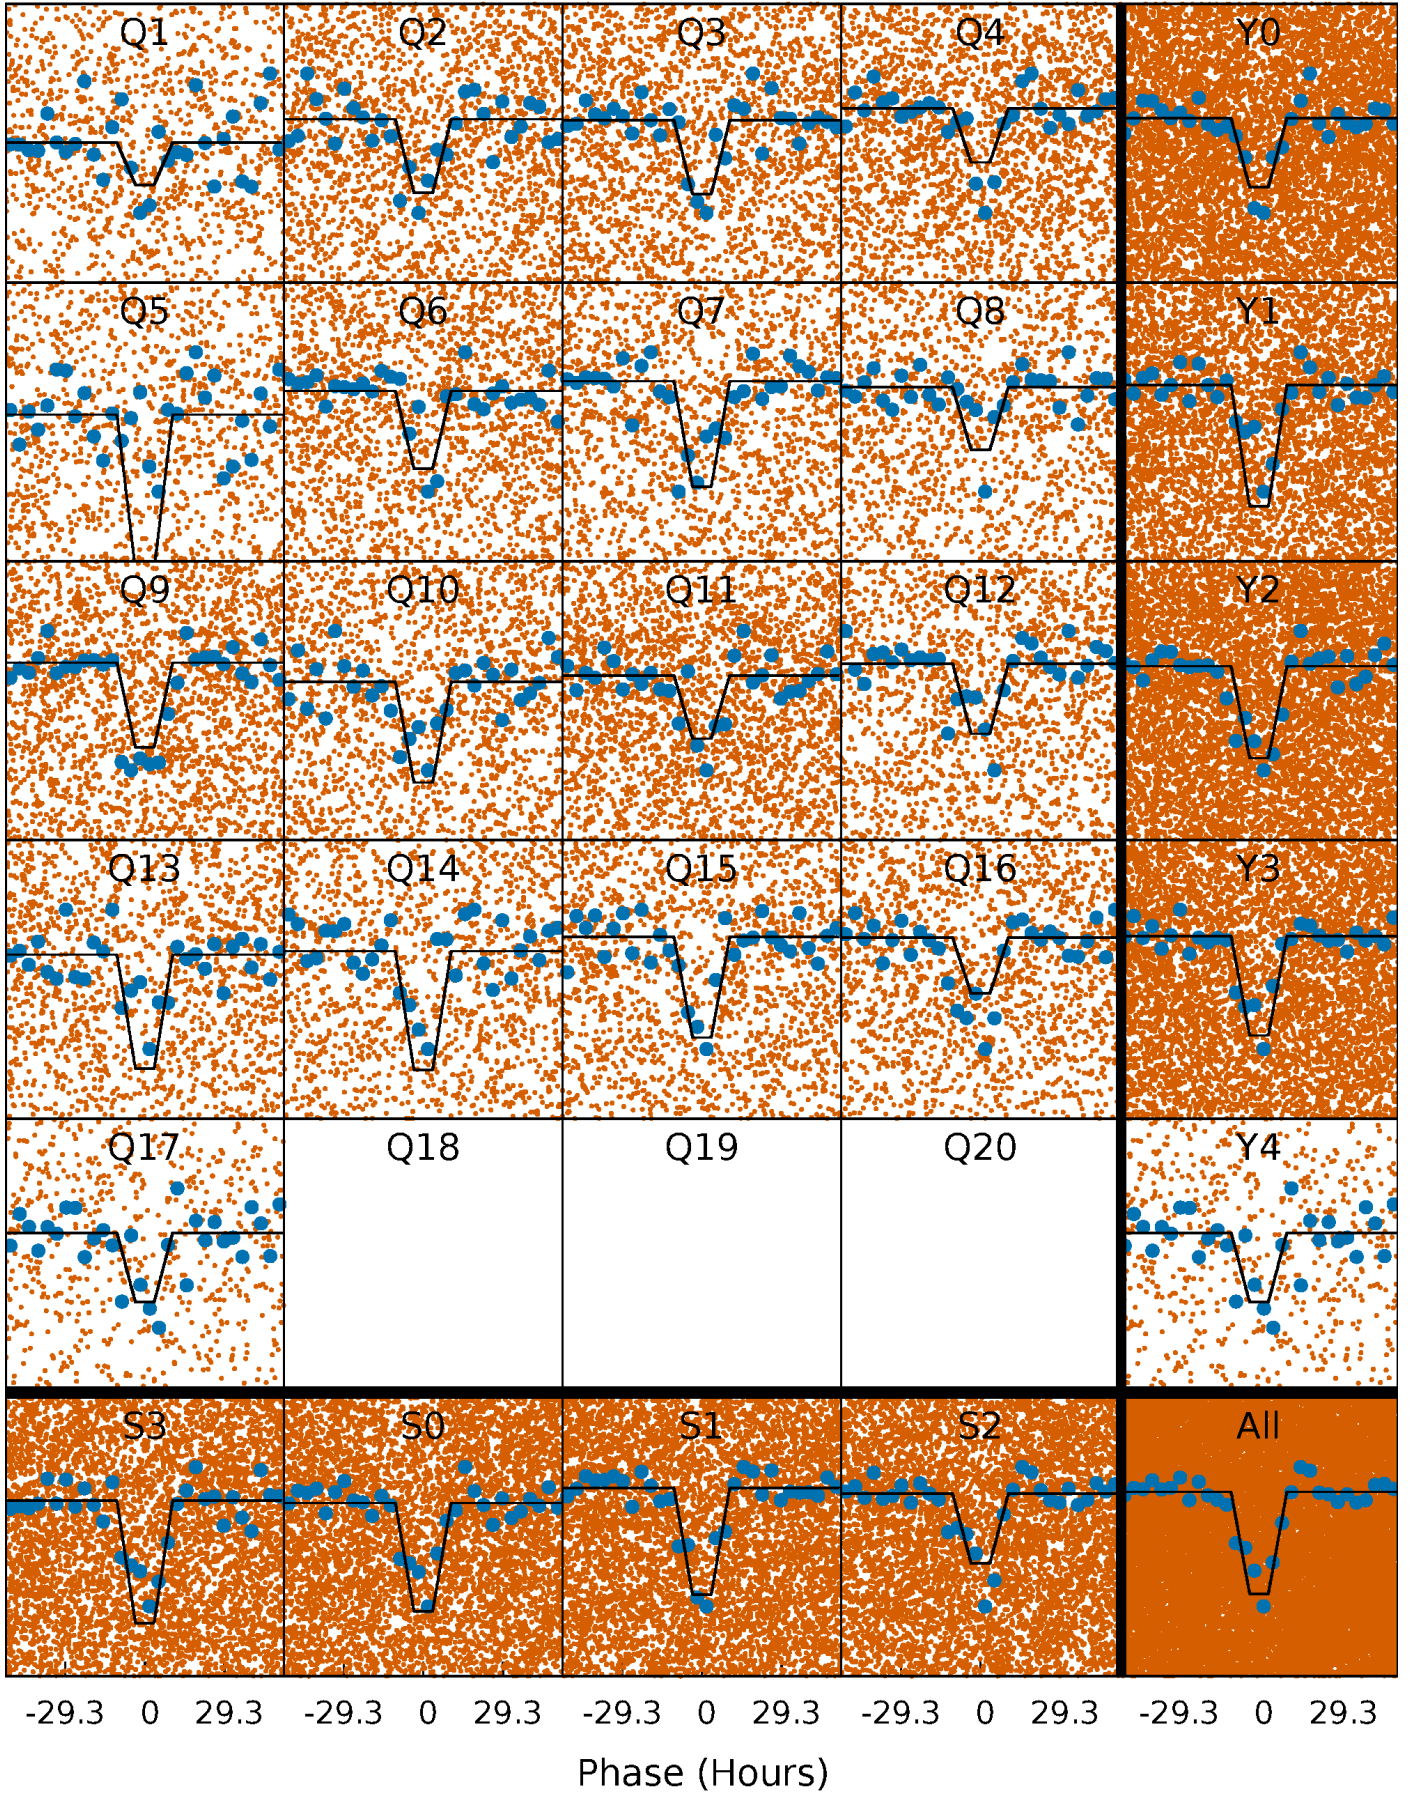 Q1 Q2 Q3 Q4 Y0
Q5 Q6 Q7 Q8 Y1
Q9 Q10 Q11 Q12 Y2
Q13 Q14 Q15 Q16 Y3
Q17 Q18 Q19 Q20 Y4
S3 S0 S1 S2 All
-29.3 0 29.3 -29.3 0 29.3 -29.3 0 29.3 -29.3 0 29.3 -29.3 0 29.3
Phase (Hours)